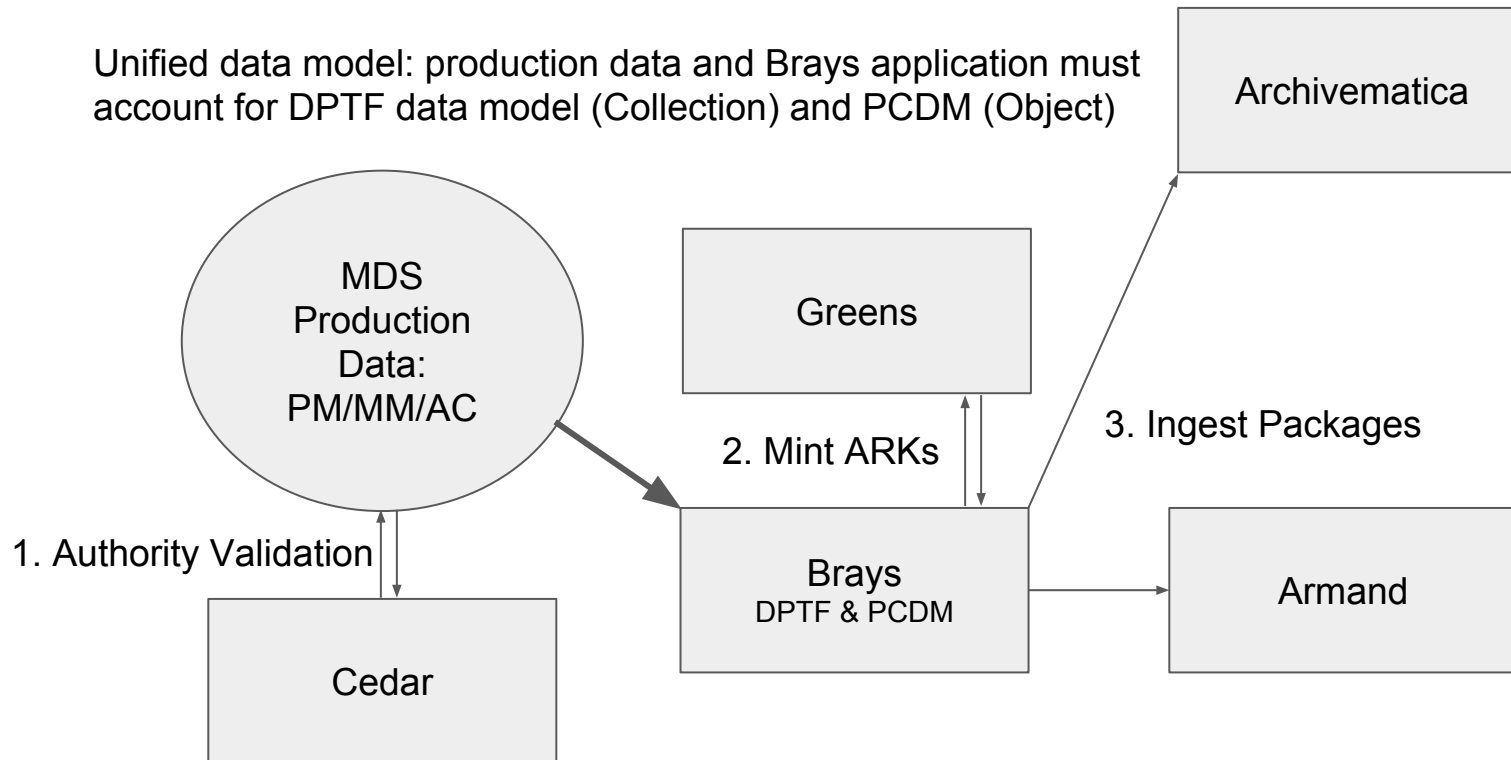 Unified data model: production data and Brays application must
account for DPTF data model (Collection) and PCDM (Object)
Archivematica
MDS
Production
Data:
PM/MM/AC
Greens
2. Mint ARKs
3. Ingest Packages
1. Authority Validation
Brays
DPTF & PCDM
Armand
Cedar